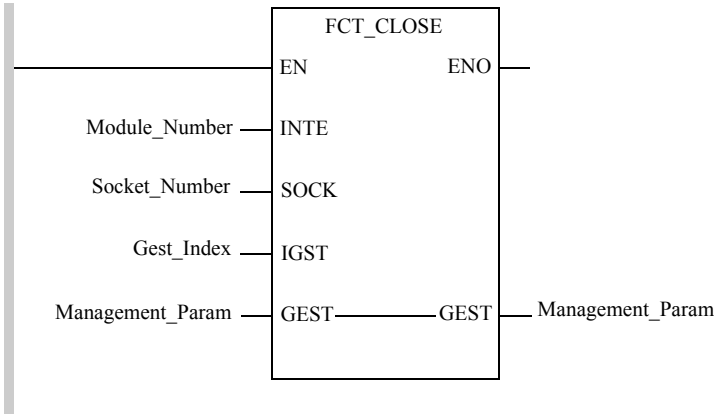 FCT_CLOSE
EN ENO
Module_Number INTE
Socket_Number SOCK
Gest_Index IGST
Management_Param GEST GEST Management_Param